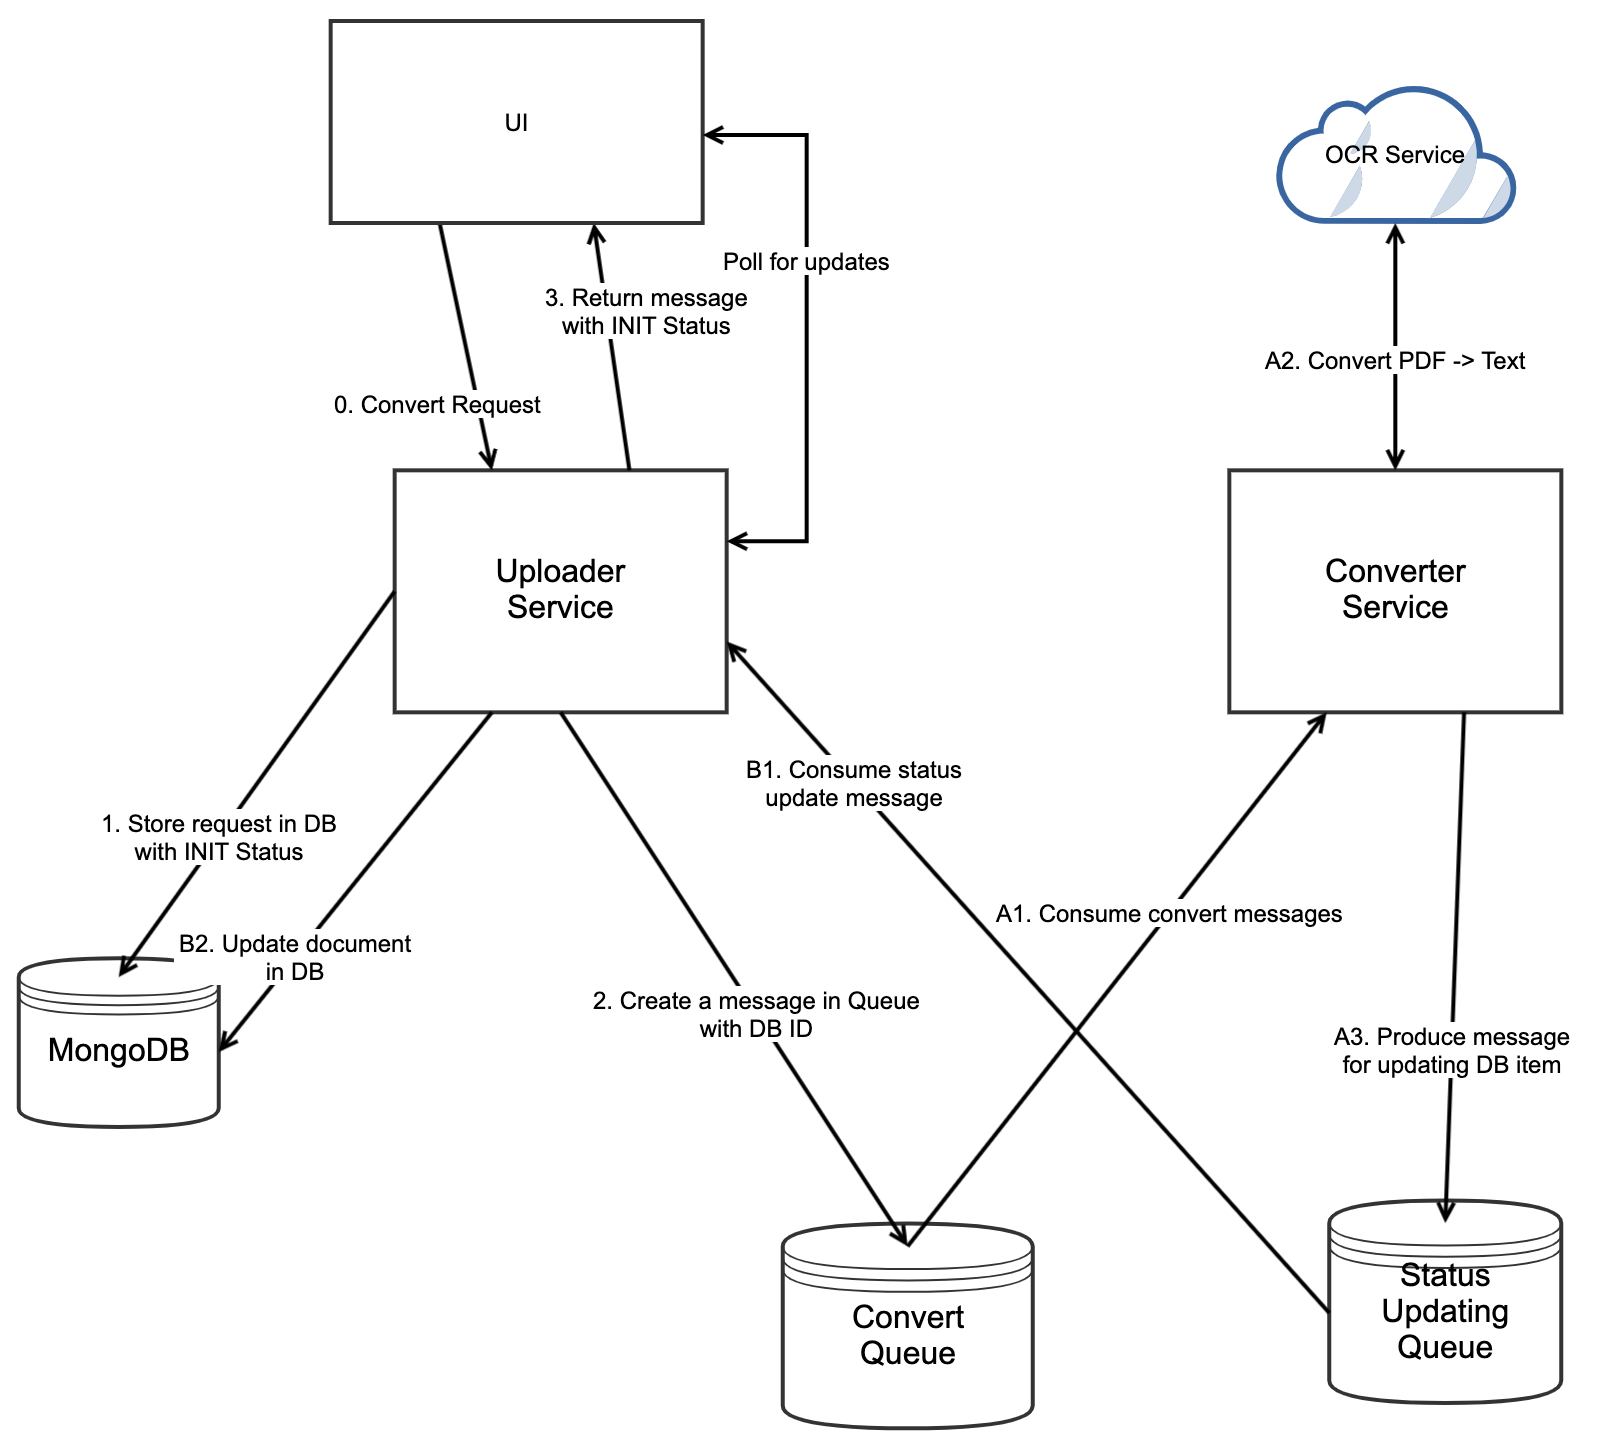 UI
OCR Service
Poll for updates
3. Return message
with INIT Status
A2. Convert PDF -> Text
0. Convert Request
Uploader
Service
Converter
Service
B1. Consume status
update message
1. Store request in DB
with INIT Status
A1. Consume convert messages
B2. Update document
in DB
2. Create a message in Queue
with DB ID
MongoDB
A3. Produce message
for updating DB item
Convert
Queue
Status
Updating
Queue